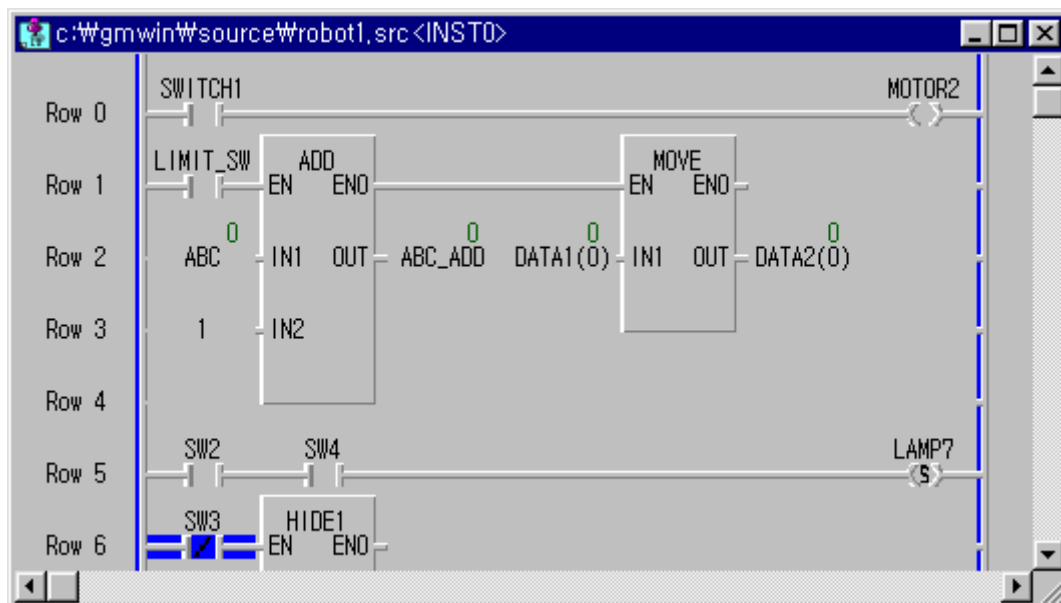 c:₩gmwin₩source₩robot1.src<INST0>
SWITCH1 MOTOR2
Row 0
LIMIT_SW ADD MOVE
Row 1 EN ENO EN ENO
0 0 0 0
Row 2 ABC IN1 OUT ABC_ADD DATA1(0) IN1 OUT DATA2(0)
Row 3 1 IN2
Row 4
SW2 SW4 LAMP7
Row 5 S
SW3 HIDE1
Row 6 EN ENO